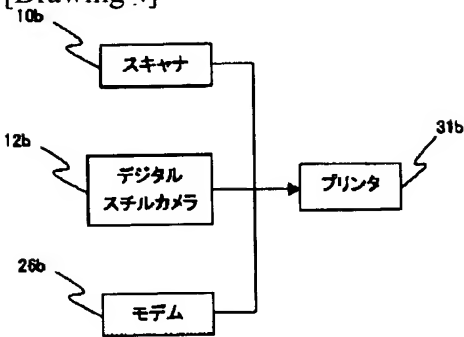 [Drawing
10b
スキャナ
12b
デジタル
スチルカメラ
31b
プリンタ
26b
モデム